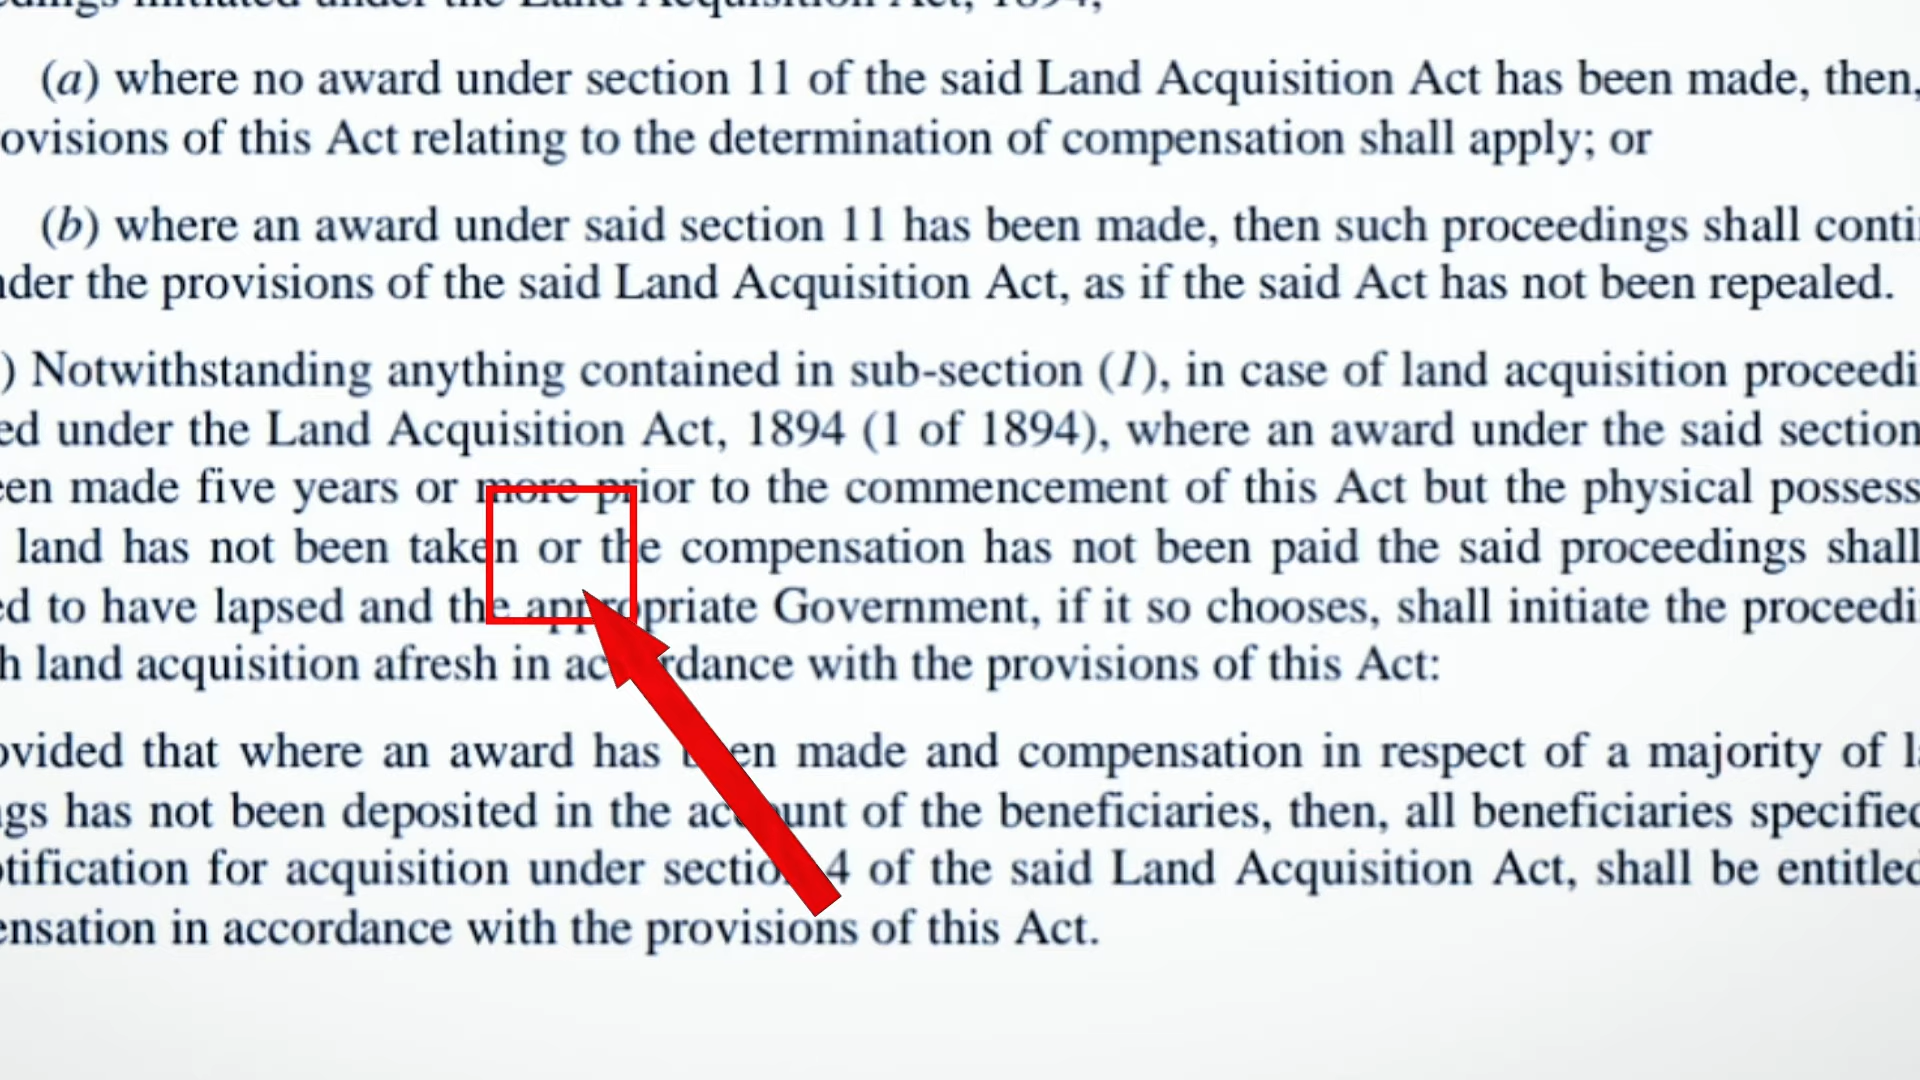 initiated under the Land Acquisition Act, 1894,
(a) where no award under section 11 of the said Land Acquisition Act has been made, then,
ovisions of this Act relating to the determination of compensation shall apply; or
(b) where an award under said section 11 has been made, then such proceedings shall conti
der the provisions of the said Land Acquisition Act, as if the said Act has not been repealed.
) Notwithstanding anything contained in sub-section (1), in case of land acquisition proceedi
ed under the Land Acquisition Act, 1894 (1 of 1894), where an award under the said section
een made five years or more prior to the commencement of this Act but the physical possess
land has not been taken or the compensation has not been paid the said proceedings shall
ed to have lapsed and the appropriate Government, if it so chooses, shall initiate the proceedi
h land acquisition afresh in accordance with the provisions of this Act:
ovided that where an award has been made and compensation in respect of a majority of la
gs has not been deposited in the account of the beneficiaries, then, all beneficiaries specified
tification for acquisition under section 4 of the said Land Acquisition Act, shall be entitled
ensation in accordance with the provisions of this Act.